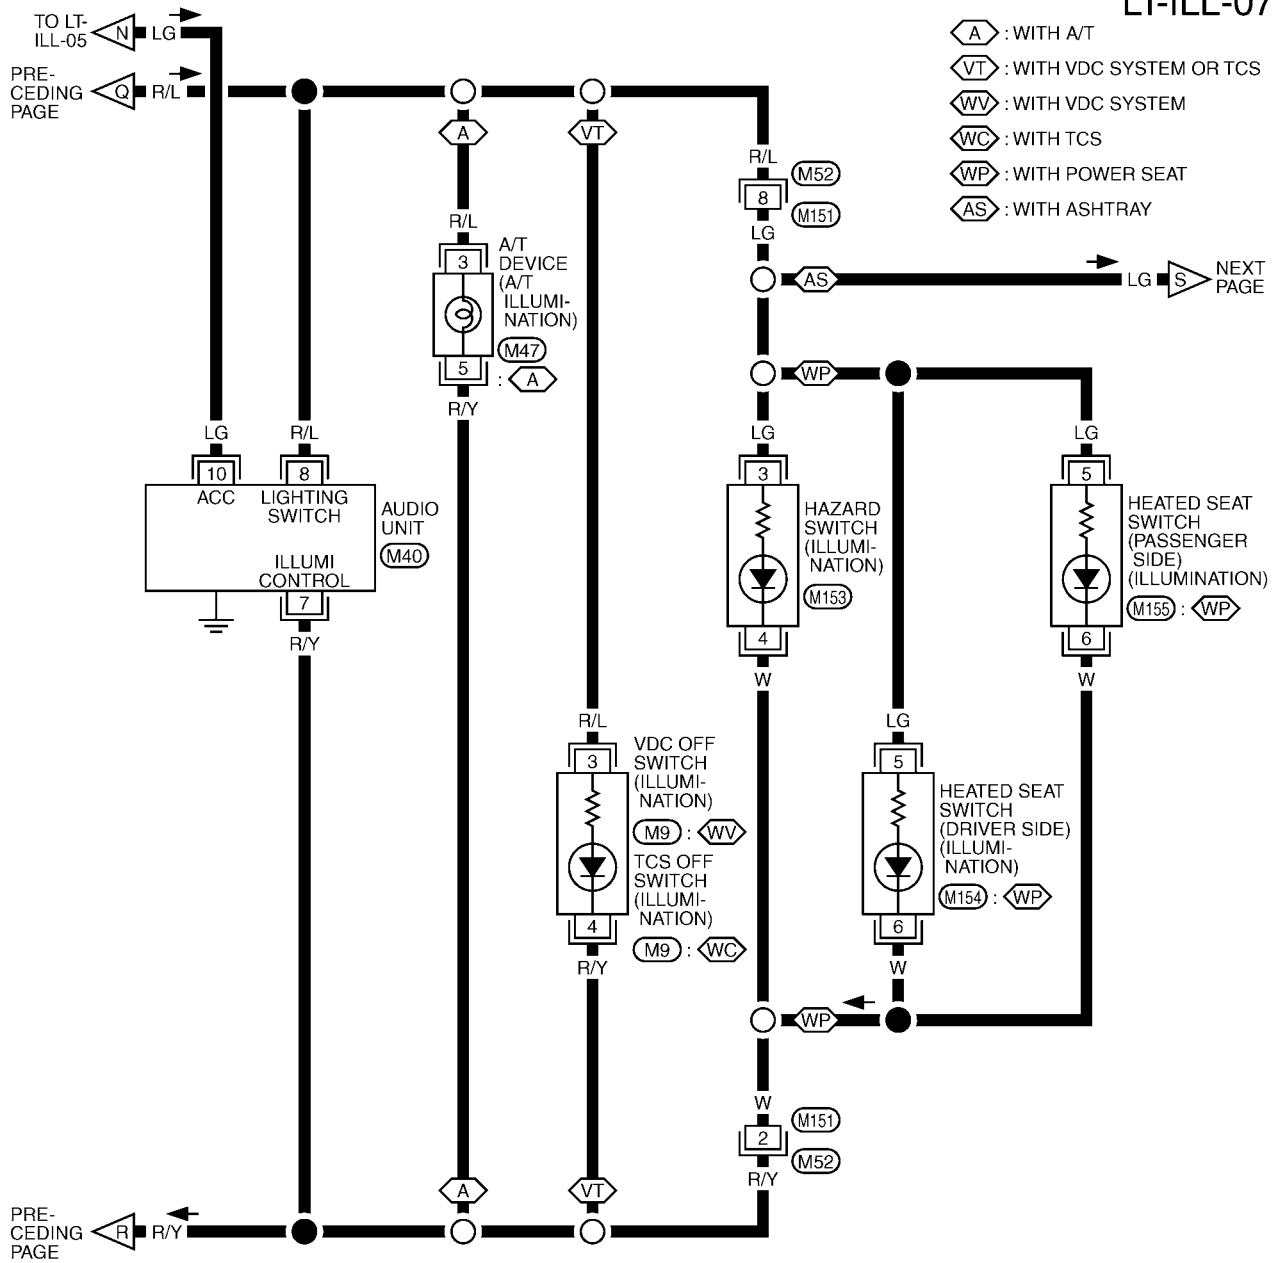 LT-ILL-07
TO LT-
ILL-05
N
LG
PRE-
CEDING
PAGE
Q
R/L
A : WITH A/T
VT : WITH VDC SYSTEM OR TCS
WV : WITH VDC SYSTEM
WC : WITH TCS
WP : WITH POWER SEAT
AS : WITH ASHTRAY
A
VT
R/L
8
M52
M151
LG
AS
LG
S
NEXT
PAGE
R/L
3
A/T
DEVICE
(A/T
ILLUMI-
NATION)
M47
5
: A
R/Y
WP
LG
R/L
10
8
ACC
LIGHTING
SWITCH
AUDIO
UNIT
M40
ILLUMI
CONTROL
7
R/Y
LG
3
HAZARD
SWITCH
(ILLUMI-
NATION)
M153
4
W
LG
5
HEATED SEAT
SWITCH
(PASSENGER
SIDE)
(ILLUMINATION)
M155 : WP
6
W
R/L
3
VDC OFF
SWITCH
(ILLUMI-
NATION)
M9 : WV
TCS OFF
SWITCH
(ILLUMI-
NATION)
M9 : WC
4
R/Y
LG
5
HEATED SEAT
SWITCH
(DRIVER SIDE)
(ILLUMI-
NATION)
M154 : WP
6
W
WP
W
2
M151
M52
R/Y
A
VT
PRE-
CEDING
PAGE
R
R/Y